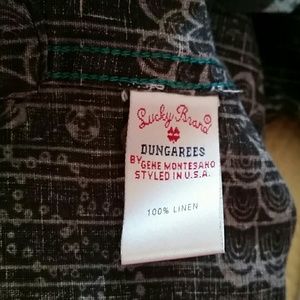 Lucky Brand
DUNGAREES
BY GENE MONTESANO
STYLED IN U.S.A.
100% LINEN